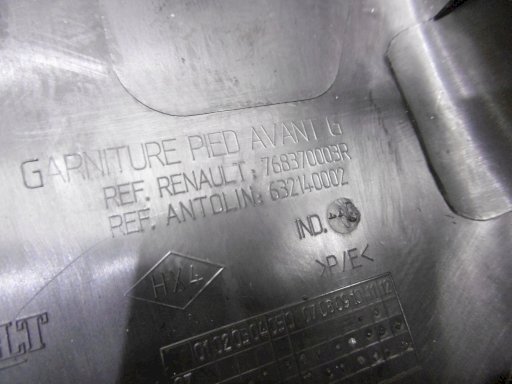 GARNITURE PIED AVANT G
REF. RENAULT : 768370003R
REF. ANTOLIN: 632140002
IND.
>P/E<
HX4